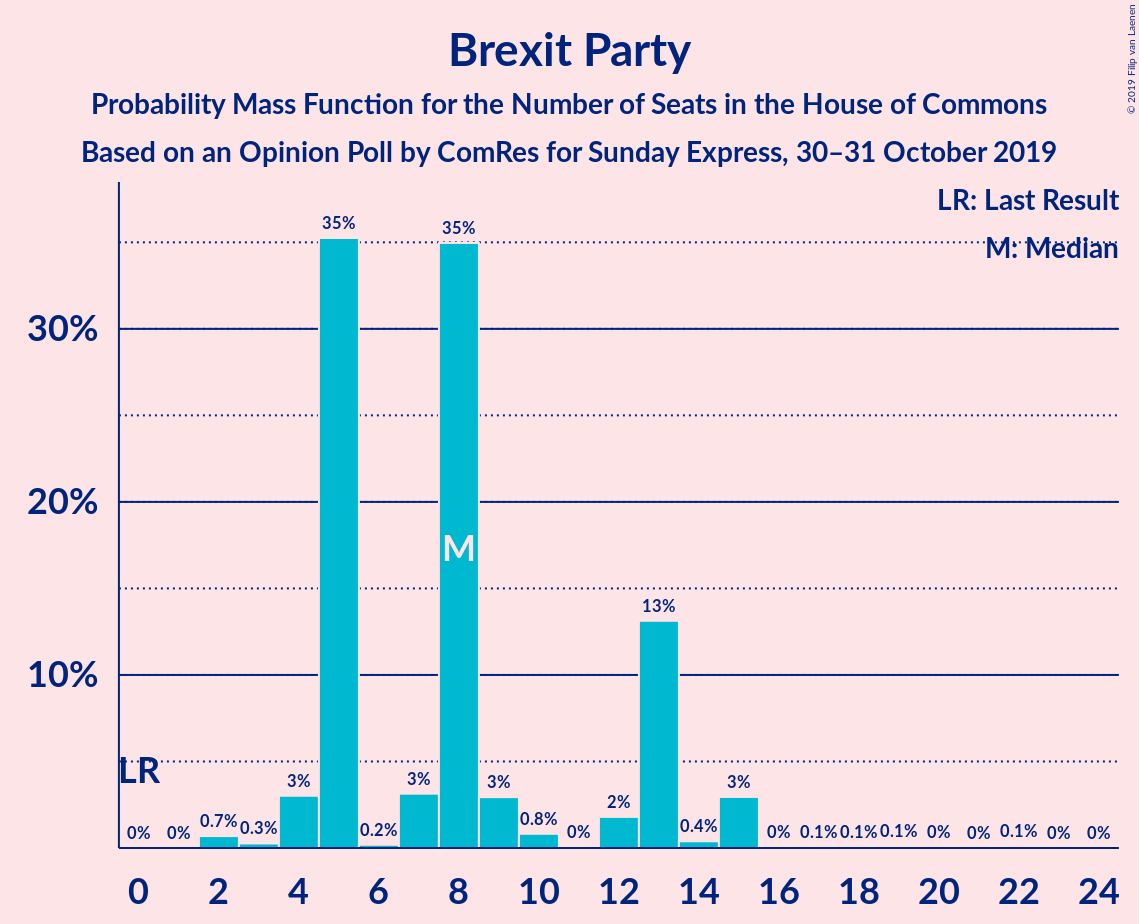 Brexit Party
Probability Mass Function for the Number of Seats in the House of Commons
Based on an Opinion Poll by ComRes for Sunday Express, 30–31 October 2019
© 2019 Filip van Laenen
LR: Last Result
M: Median
35% 35%
30%
20%
M
13%
10%
LR
0% 0% 0.7% 0.3% 3% 0.2% 3% 3% 0.8% 0% 2% 0.4% 3% 0% 0.1% 0.1% 0.1% 0% 0% 0.1% 0% 0%
0 2 4 6 8 10 12 14 16 18 20 22 24